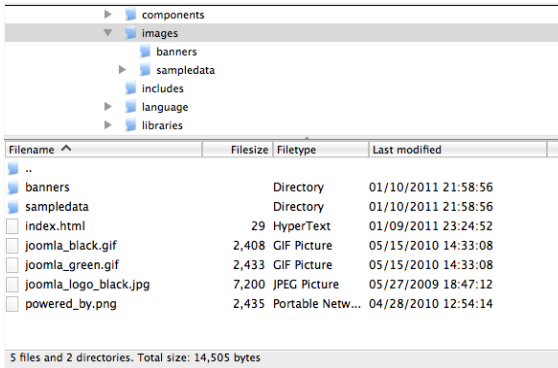 components
images
banners
sampledata
includes
language
libraries
Filename Filesize Filetype Last modified
..
banners Directory 01/10/2011 21:58:56
sampledata Directory 01/10/2011 21:58:56
index.html 29 HyperText 01/09/2011 23:24:52
joomla_black.gif 2,408 GIF Picture 05/15/2010 14:33:08
joomla_green.gif 2,433 GIF Picture 05/15/2010 14:33:08
joomla_logo_black.jpg 7,200 JPEG Picture 05/27/2009 18:47:12
powered_by.png 2,435 Portable Netw... 04/28/2010 12:54:14
5 files and 2 directories. Total size: 14,505 bytes